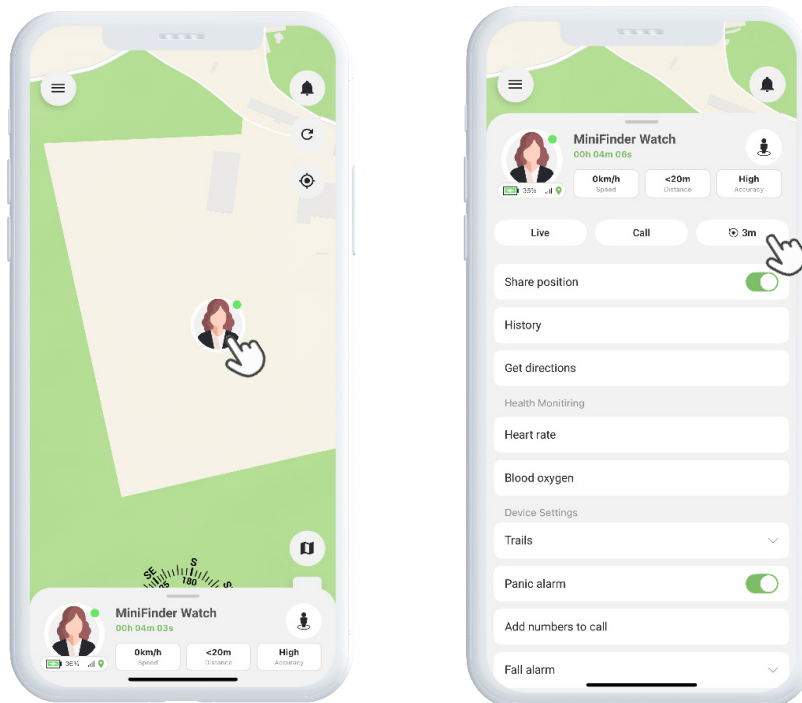 SE
S
180
MiniFinder Watch
00h 04m 03s
36%
0km/h
Speed
<20m
Distance
High
Accuracy
MiniFinder Watch
00h 04m 06s
36%
0km/h
Speed
<20m
Distance
High
Accuracy
Live
Call
3m
Share position
History
Get directions
Health Monitiring
Heart rate
Blood oxygen
Device Settings
Trails
Panic alarm
Add numbers to call
Fall alarm